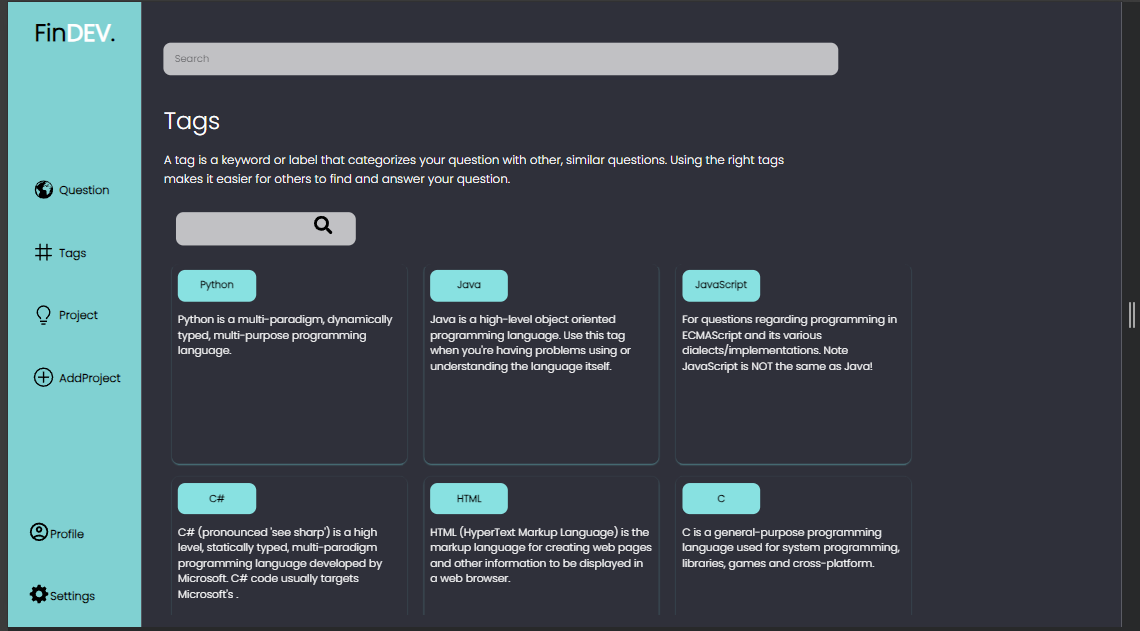 FinDEV.
Search
Tags
A tag is a keyword or label that categorizes your question with other, similar questions. Using the right tags
makes it easier for others to find and answer your question.
Question
Tags
Project
AddProject
Profile
Settings
Python
Python is a multi-paradigm, dynamically
typed, multi-purpose programming
language.
Java
Java is a high-level object oriented
programming language. Use this tag
when you're having problems using or
understanding the language itself.
JavaScript
For questions regarding programming in
ECMAScript and its various
dialects/implementations. Note
JavaScript is NOT the same as Java!
C#
C# (pronounced 'see sharp') is a high
level, statically typed, multi-paradigm
programming language developed by
Microsoft. C# code usually targets
Microsoft's .
HTML
HTML (HyperText Markup Language) is the
markup language for creating web pages
and other information to be displayed in
a web browser.
C
C is a general-purpose programming
language used for system programming,
libraries, games and cross-platform.